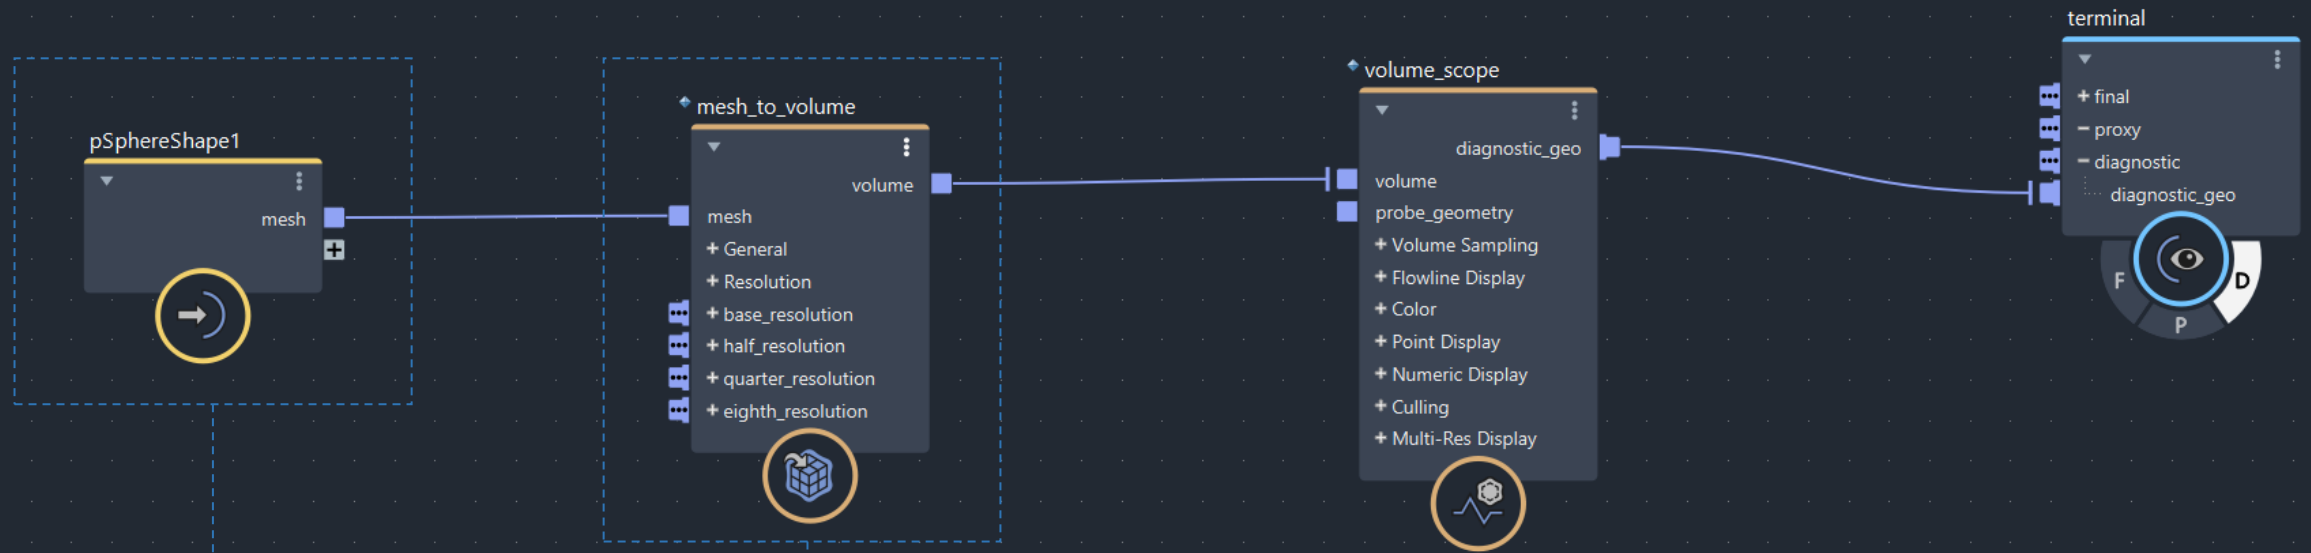 pSphereShape1
mesh
mesh_to_volume
volume
mesh
General
Resolution
base_resolution
half_resolution
quarter_resolution
eighth_resolution
volume_scope
diagnostic_geo
volume
probe_geometry
Volume Sampling
Flowline Display
Color
Point Display
Numeric Display
Culling
Multi-Res Display
terminal
final
proxy
diagnostic
diagnostic_geo
F
P
D